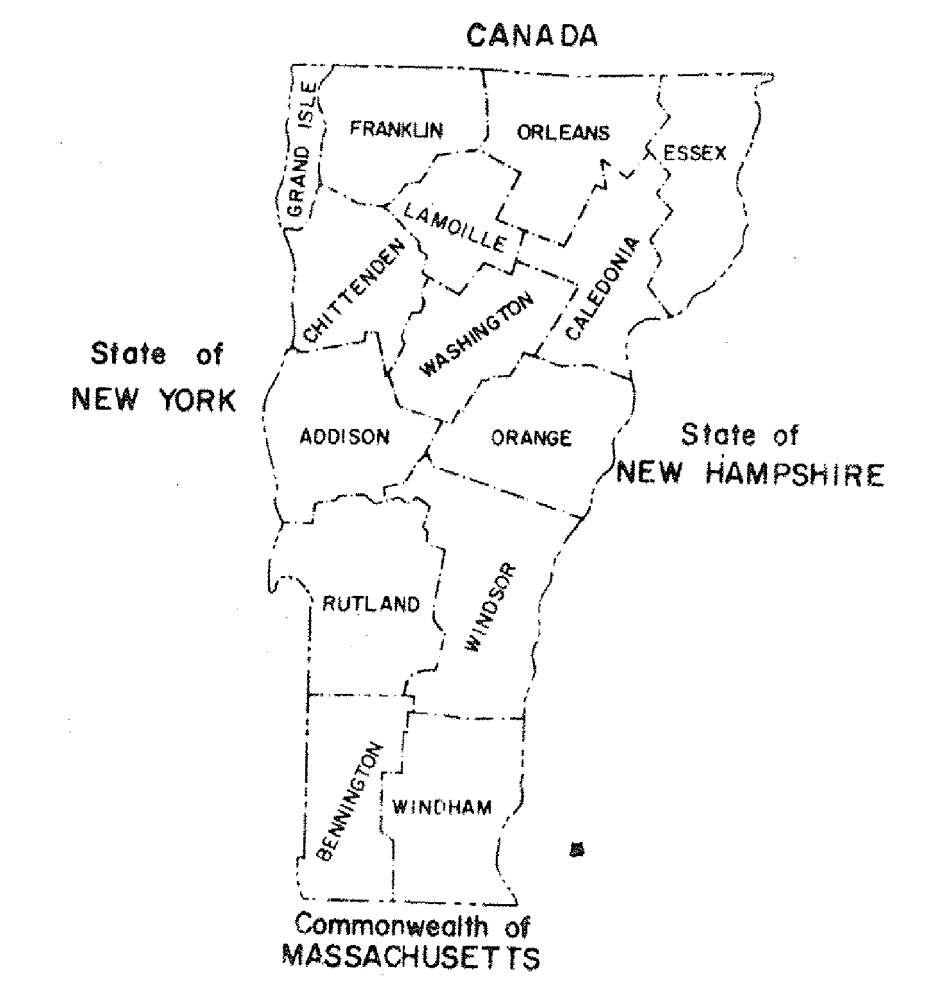 CANADA
GRAND ISLE
FRANKLIN
ORLEANS
ESSEX
LAMOILLE
CHITTENDEN
WASHINGTON
CALEDONIA
State of
NEW YORK
ADDISON
ORANGE
State of
NEW HAMPSHIRE
RUTLAND
WINDSOR
BENNINGTON
WINDHAM
Commonwealth of
MASSACHUSETTS